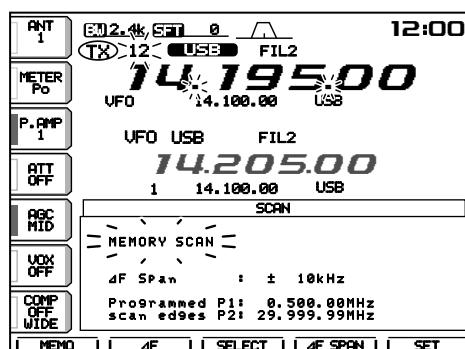 ANT
1
BW 2.4k SFT 0
12:00
TX 12 USB FIL2
METER
Po
14.195.00
VFO 14.100.00 USB
P.AMP
1
VFO USB FIL2
ATT
OFF
14.205.00
1 14.100.00 USB
SCAN
AGC
MID
MEMORY SCAN
VOX
OFF
⊿F SPan : ± 10kHz
COMP
OFF
WIDE
Programmed P1: 0.500.00MHz
scan edges P2: 29.999.99MHz
MEMO ⊿F SELECT ⊿F SPAN SET